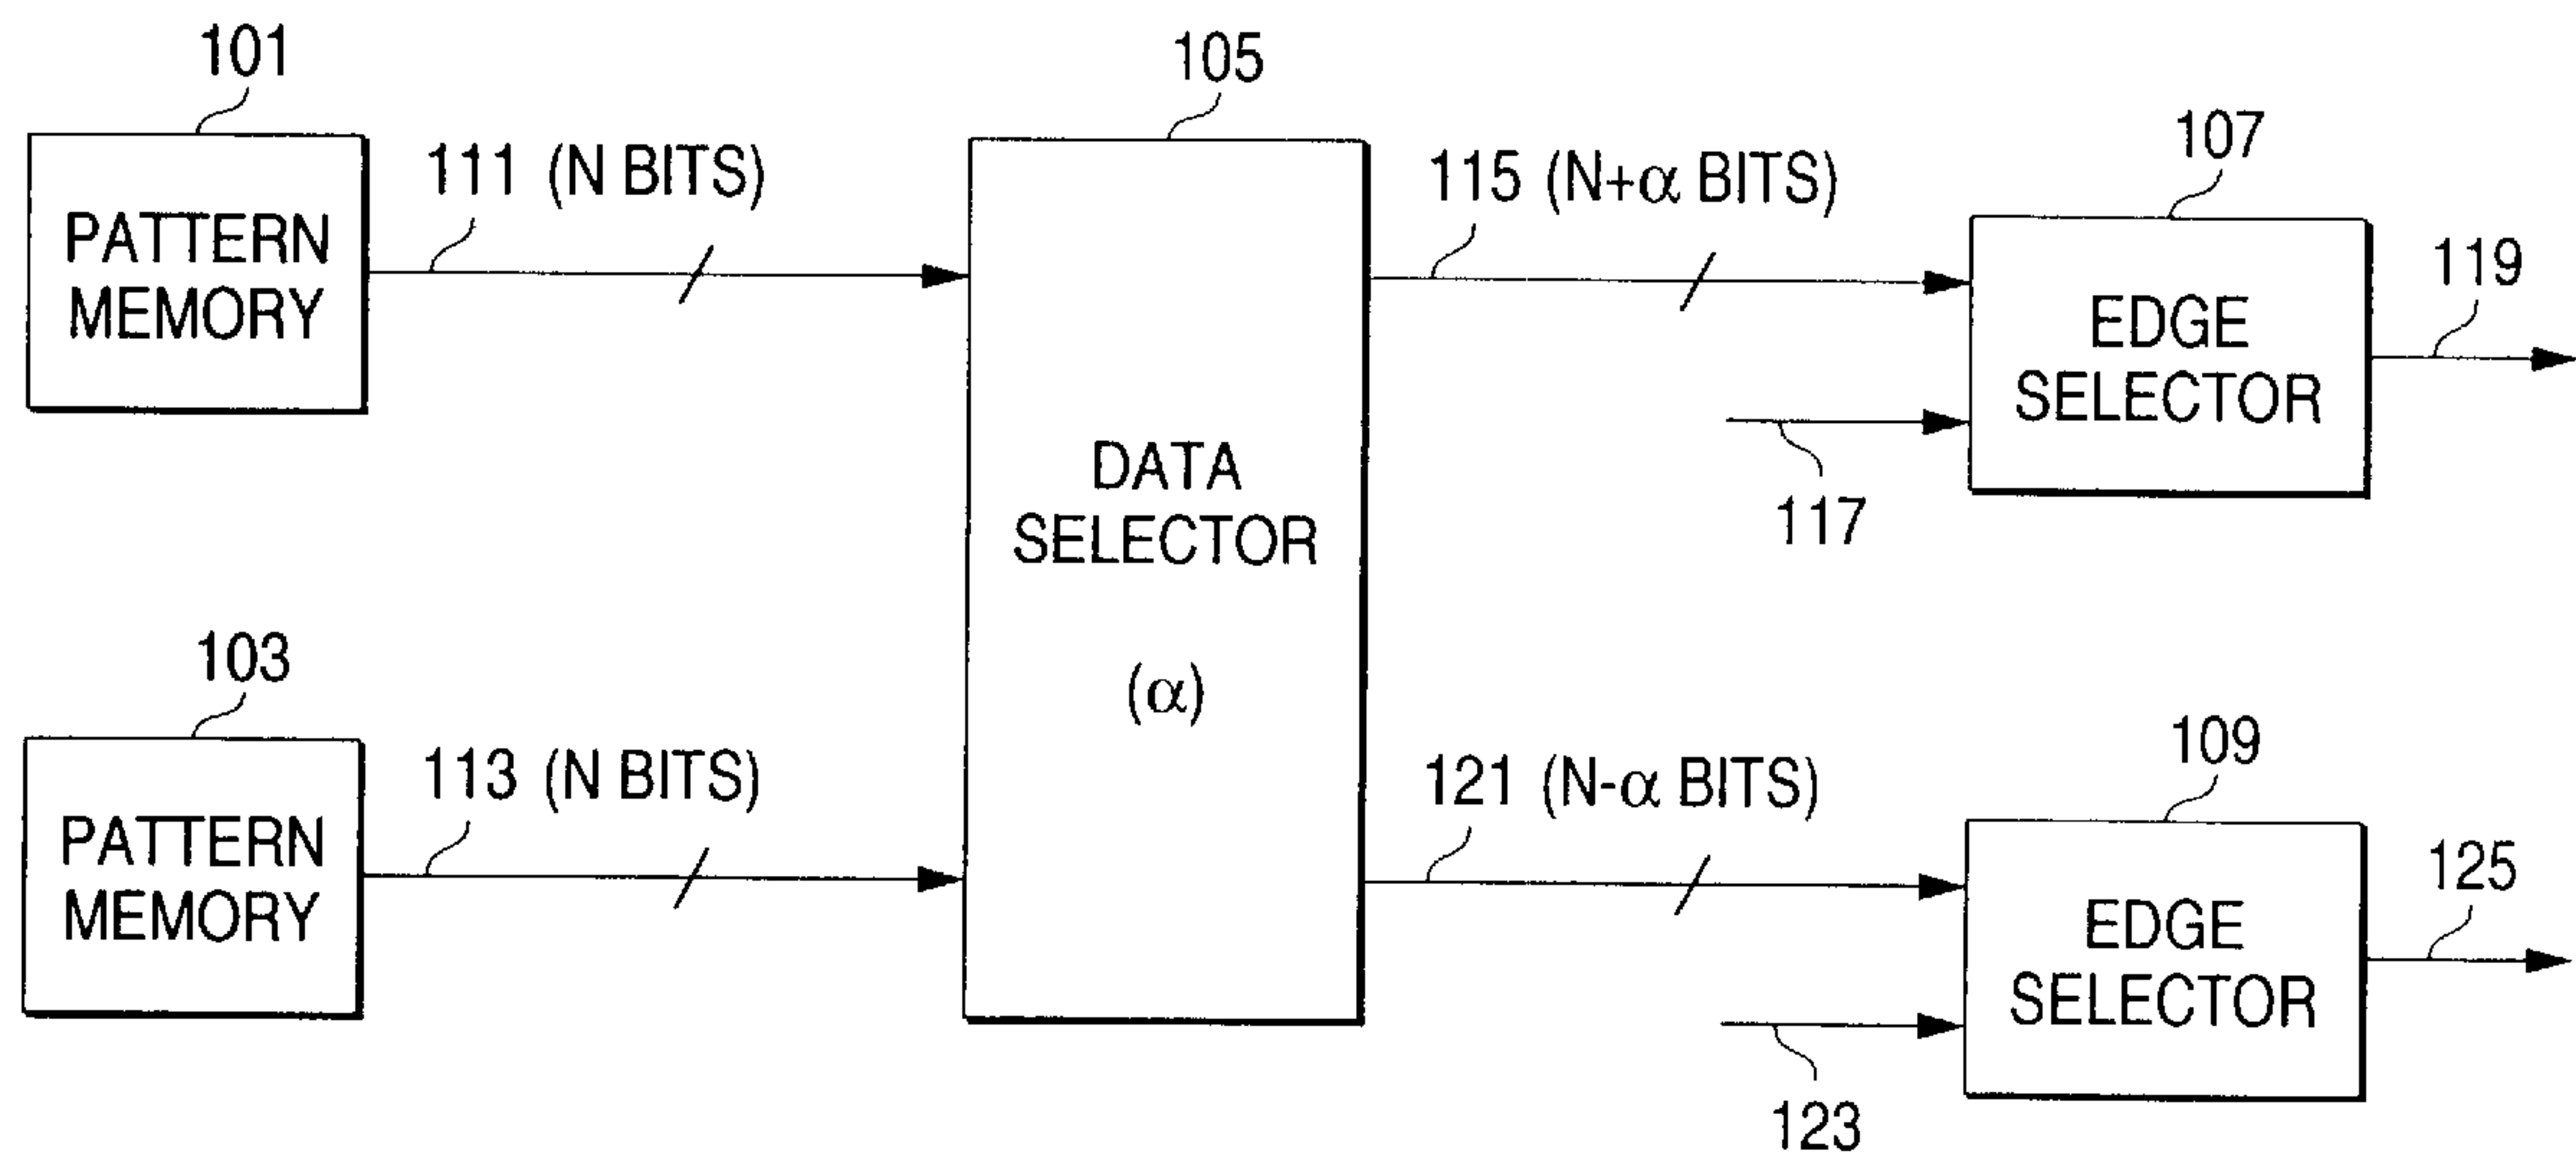 101
PATTERN
MEMORY
111 (N BITS)
105
DATA
SELECTOR
(α)
115 (N+α BITS)
107
EDGE
SELECTOR
117
119
103
PATTERN
MEMORY
113 (N BITS)
121 (N-α BITS)
109
EDGE
SELECTOR
123
125